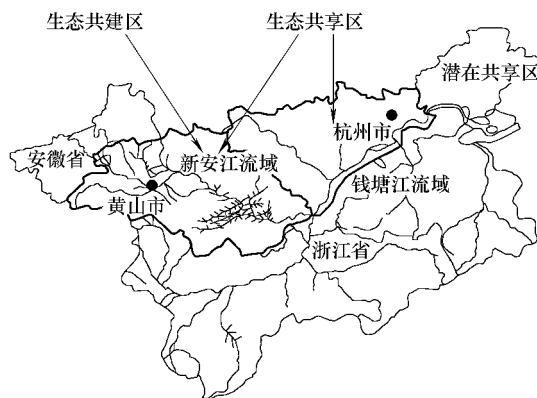 生态共建区
生态共享区
潜在共享区
杭州市
安徽省
新安江流域
钱塘江流域
黄山市
浙江省